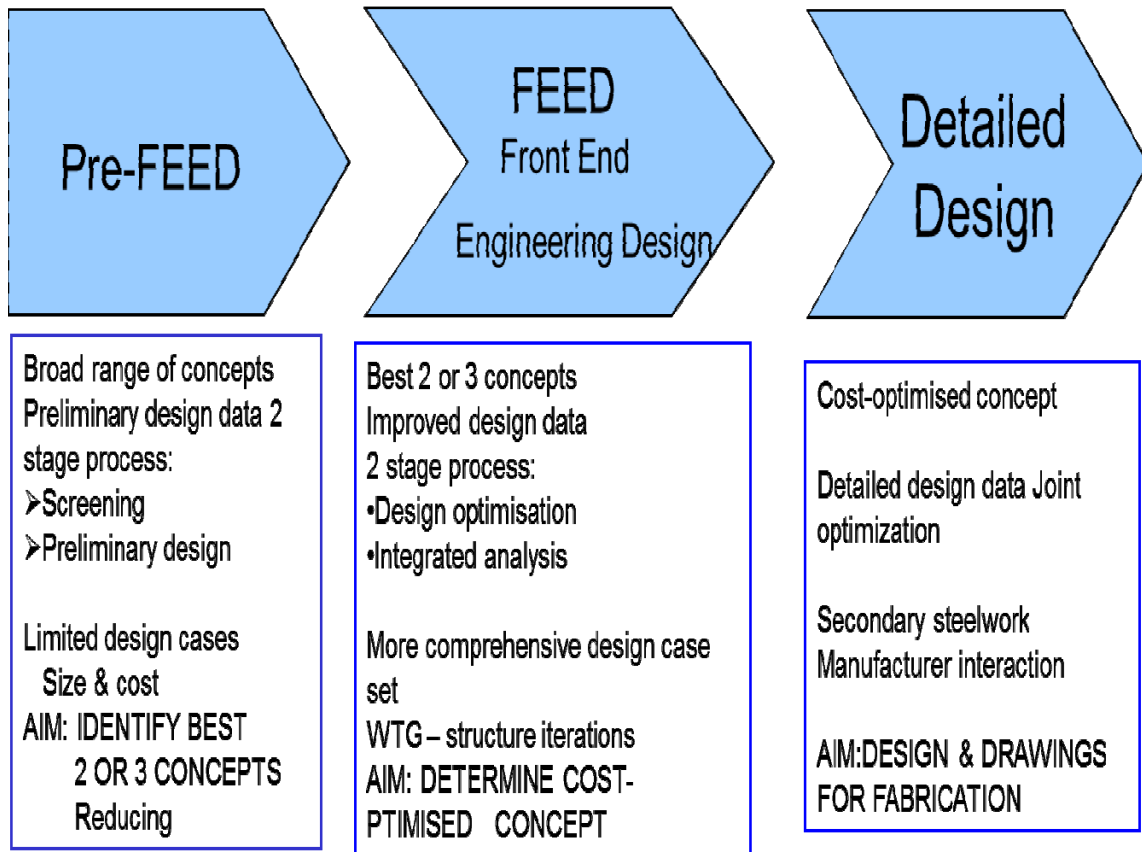 Pre-FEED
FEED
Front End
Engineering Design
Detailed
Design
Broad range of concepts
Preliminary design data 2
stage process:
➢Screening
➢Preliminary design
Limited design cases
Size & cost
AIM: IDENTIFY BEST
2 OR 3 CONCEPTS
Reducing
Best 2 or 3 concepts
Improved design data
2 stage process:
•Design optimisation
•Integrated analysis
More comprehensive design case
set
WTG – structure iterations
AIM: DETERMINE COST-
PTIMISED CONCEPT
Cost-optimised concept
Detailed design data Joint
optimization
Secondary steelwork
Manufacturer interaction
AIM:DESIGN & DRAWINGS
FOR FABRICATION